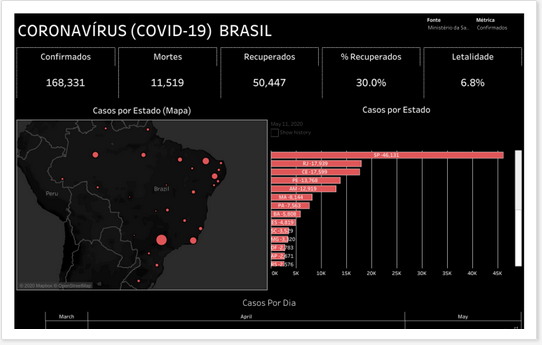 CORONAVÍRUS (COVID-19) BRASIL
Fonte
Ministério da Sa...
Métrica
Confirmados
Confirmados
168,331
Mortes
11,519
Recuperados
50,447
% Recuperados
30.0%
Letalidade
6.8%
Casos por Estado (Mapa)
Peru
Brazil
© 2020 Mapbox © OpenStreetMap
Casos por Estado
May 11, 2020
Show history
SP -46,131
RJ -17,939
CE -17,599
PE -13,768
AM -12,919
MA -8,144
PA -7,563
BA -5,808
ES -4,819
SC -3,529
MG -3,320
DF -2,783
AP -2,671
RS -2,576
0K 5K 10K 15K 20K 25K 30K 35K 40K 45K
Casos Por Dia
March April May